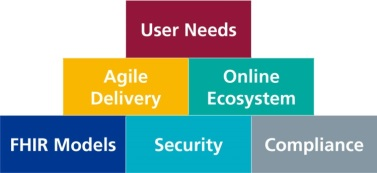 User Needs
Agile
Delivery
Online
Ecosystem
FHIR Models
Security
Compliance